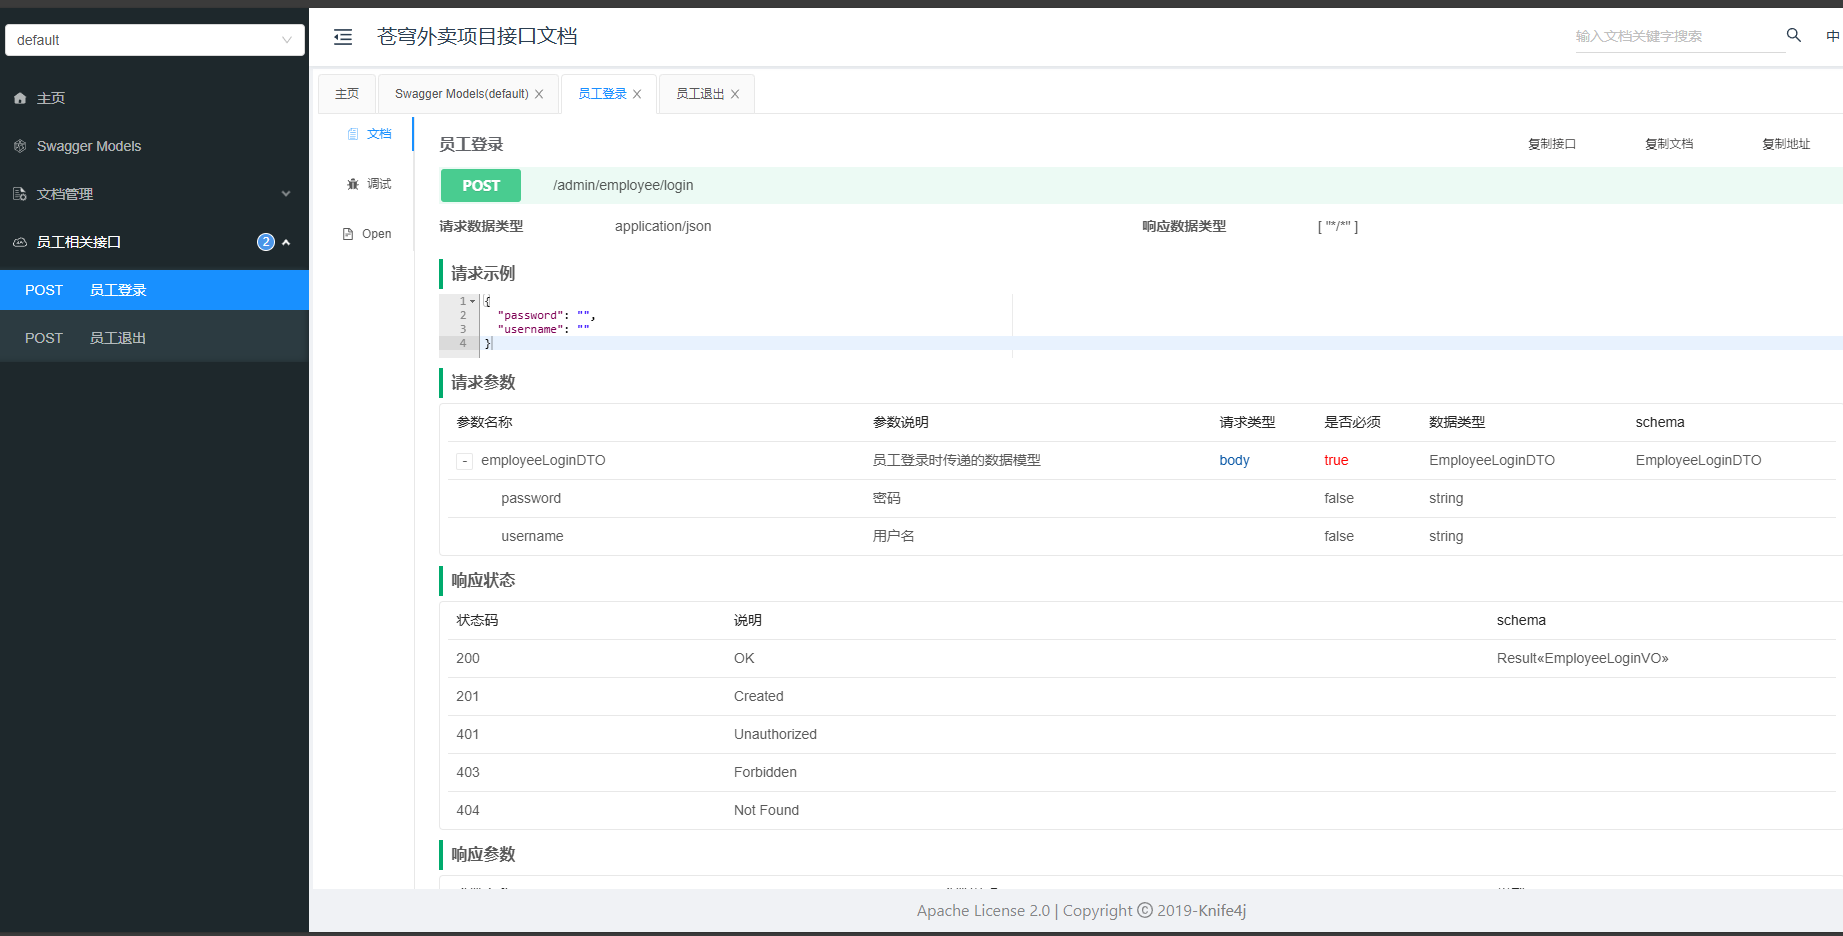 default
主页
Swagger Models
文档管理
员工相关接口 2
POST 员工登录
POST 员工退出
苍穹外卖项目接口文档
输入文档关键字搜索
中
主页 Swagger Models(default) 员工登录 员工退出
文档
调试
Open
员工登录 复制接口 复制文档 复制地址
POST /admin/employee/login
请求数据类型 application/json 响应数据类型 [ "*/*" ]
请求示例
1 {
2 "password": "",
3 "username": ""
4 }
请求参数
参数名称 参数说明 请求类型 是否必须 数据类型 schema
- employeeLoginDTO 员工登录时传递的数据模型 body true EmployeeLoginDTO EmployeeLoginDTO
password 密码 false string
username 用户名 false string
响应状态
状态码 说明 schema
200 OK Result«EmployeeLoginVO»
201 Created
401 Unauthorized
403 Forbidden
404 Not Found
响应参数
Apache License 2.0 | Copyright © 2019-Knife4j